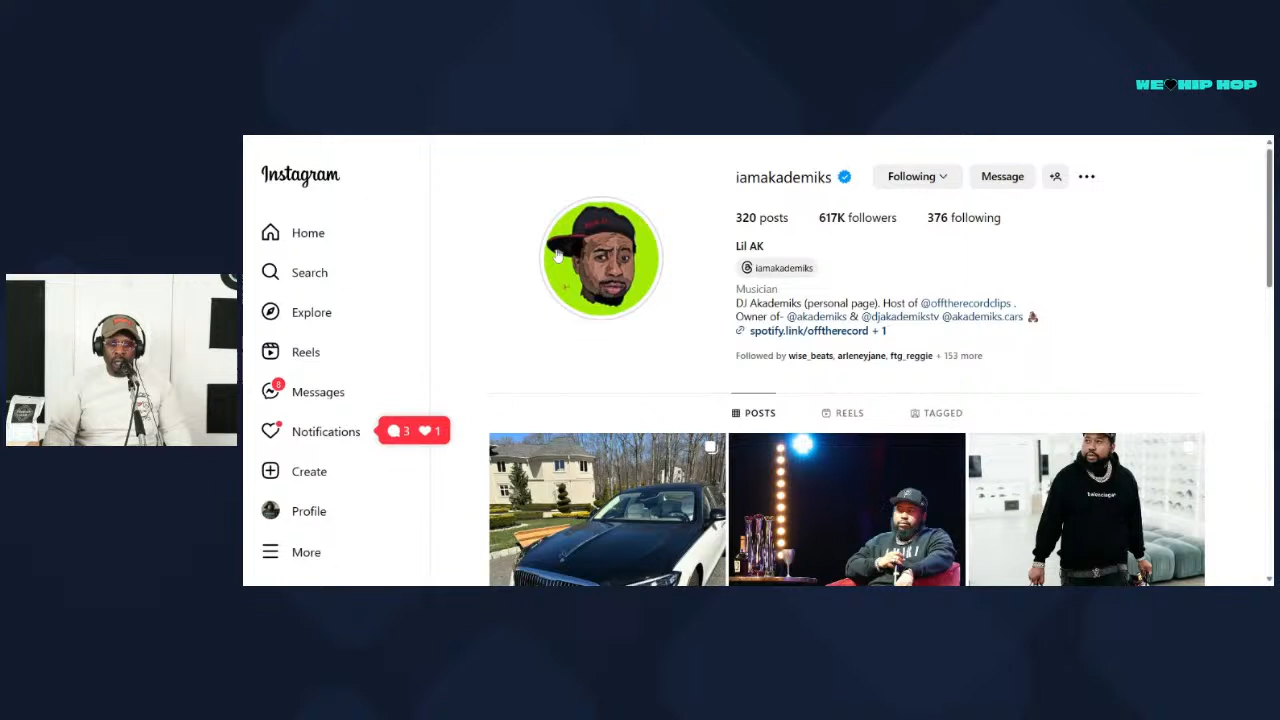 WE HIP HOP
Instagram
Home
Search
Explore
Reels
8
Messages
Notifications
3 1
Create
Profile
More
iamakademiks
Following
Message
320 posts 617K followers 376 following
Lil AK
iamakademiks
Musician
DJ Akademiks (personal page). Host of @offtherecordclips .
Owner of- @akademiks & @djakademikstv @akademiks.cars
spotify.link/offtherecord + 1
Followed by wise_beats, arleneyjane, ftg_reggie + 153 more
POSTS REELS TAGGED
balenciaga